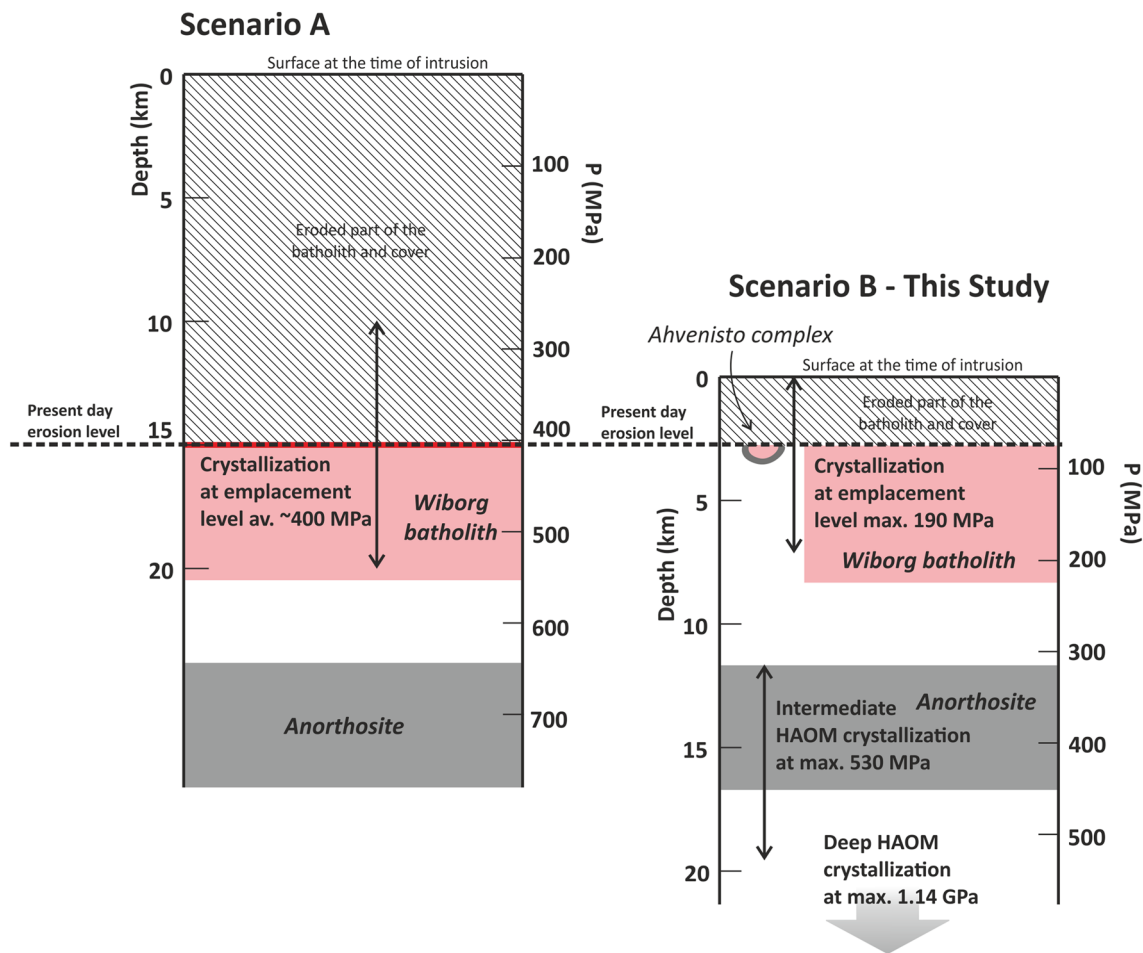 Scenario A
Surface at the time of intrusion
0
Depth (km)
100
P (MPa)
5
Eroded part of the
batholith and cover
200
10
300
Present day
erosion level
15
400
Crystallization
at emplacement
level av. ~400 MPa
Wiborg
batholith
500
20
600
Anorthosite
700
Scenario B - This Study
Ahvenisto complex
Surface at the time of intrusion
0
Eroded part of the
batholith and cover
Present day
erosion level
Crystallization
at emplacement
level max. 190 MPa
100
P (MPa)
5
Wiborg batholith
200
Depth (km)
10
300
Anorthosite
Intermediate
HAOM crystallization
at max. 530 MPa
15
400
500
Deep HAOM
crystallization
at max. 1.14 GPa
20